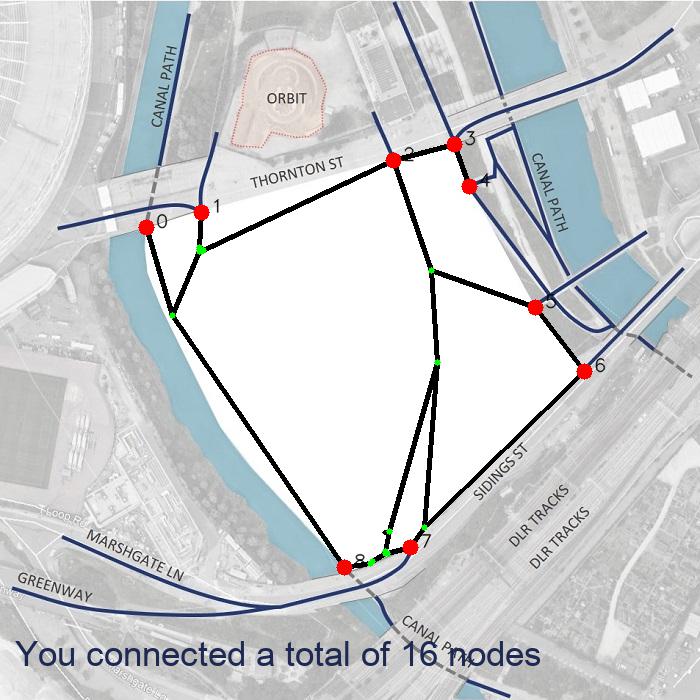 CANAL PATH
ORBIT
THORNTON ST
2
3
4
CANAL PATH
0
1
5
6
SIDINGS ST
DLR TRACKS
DLR TRACKS
7
8
MARSHGATE LN
GREENWAY
CANAL PATH
You connected a total of 16 nodes